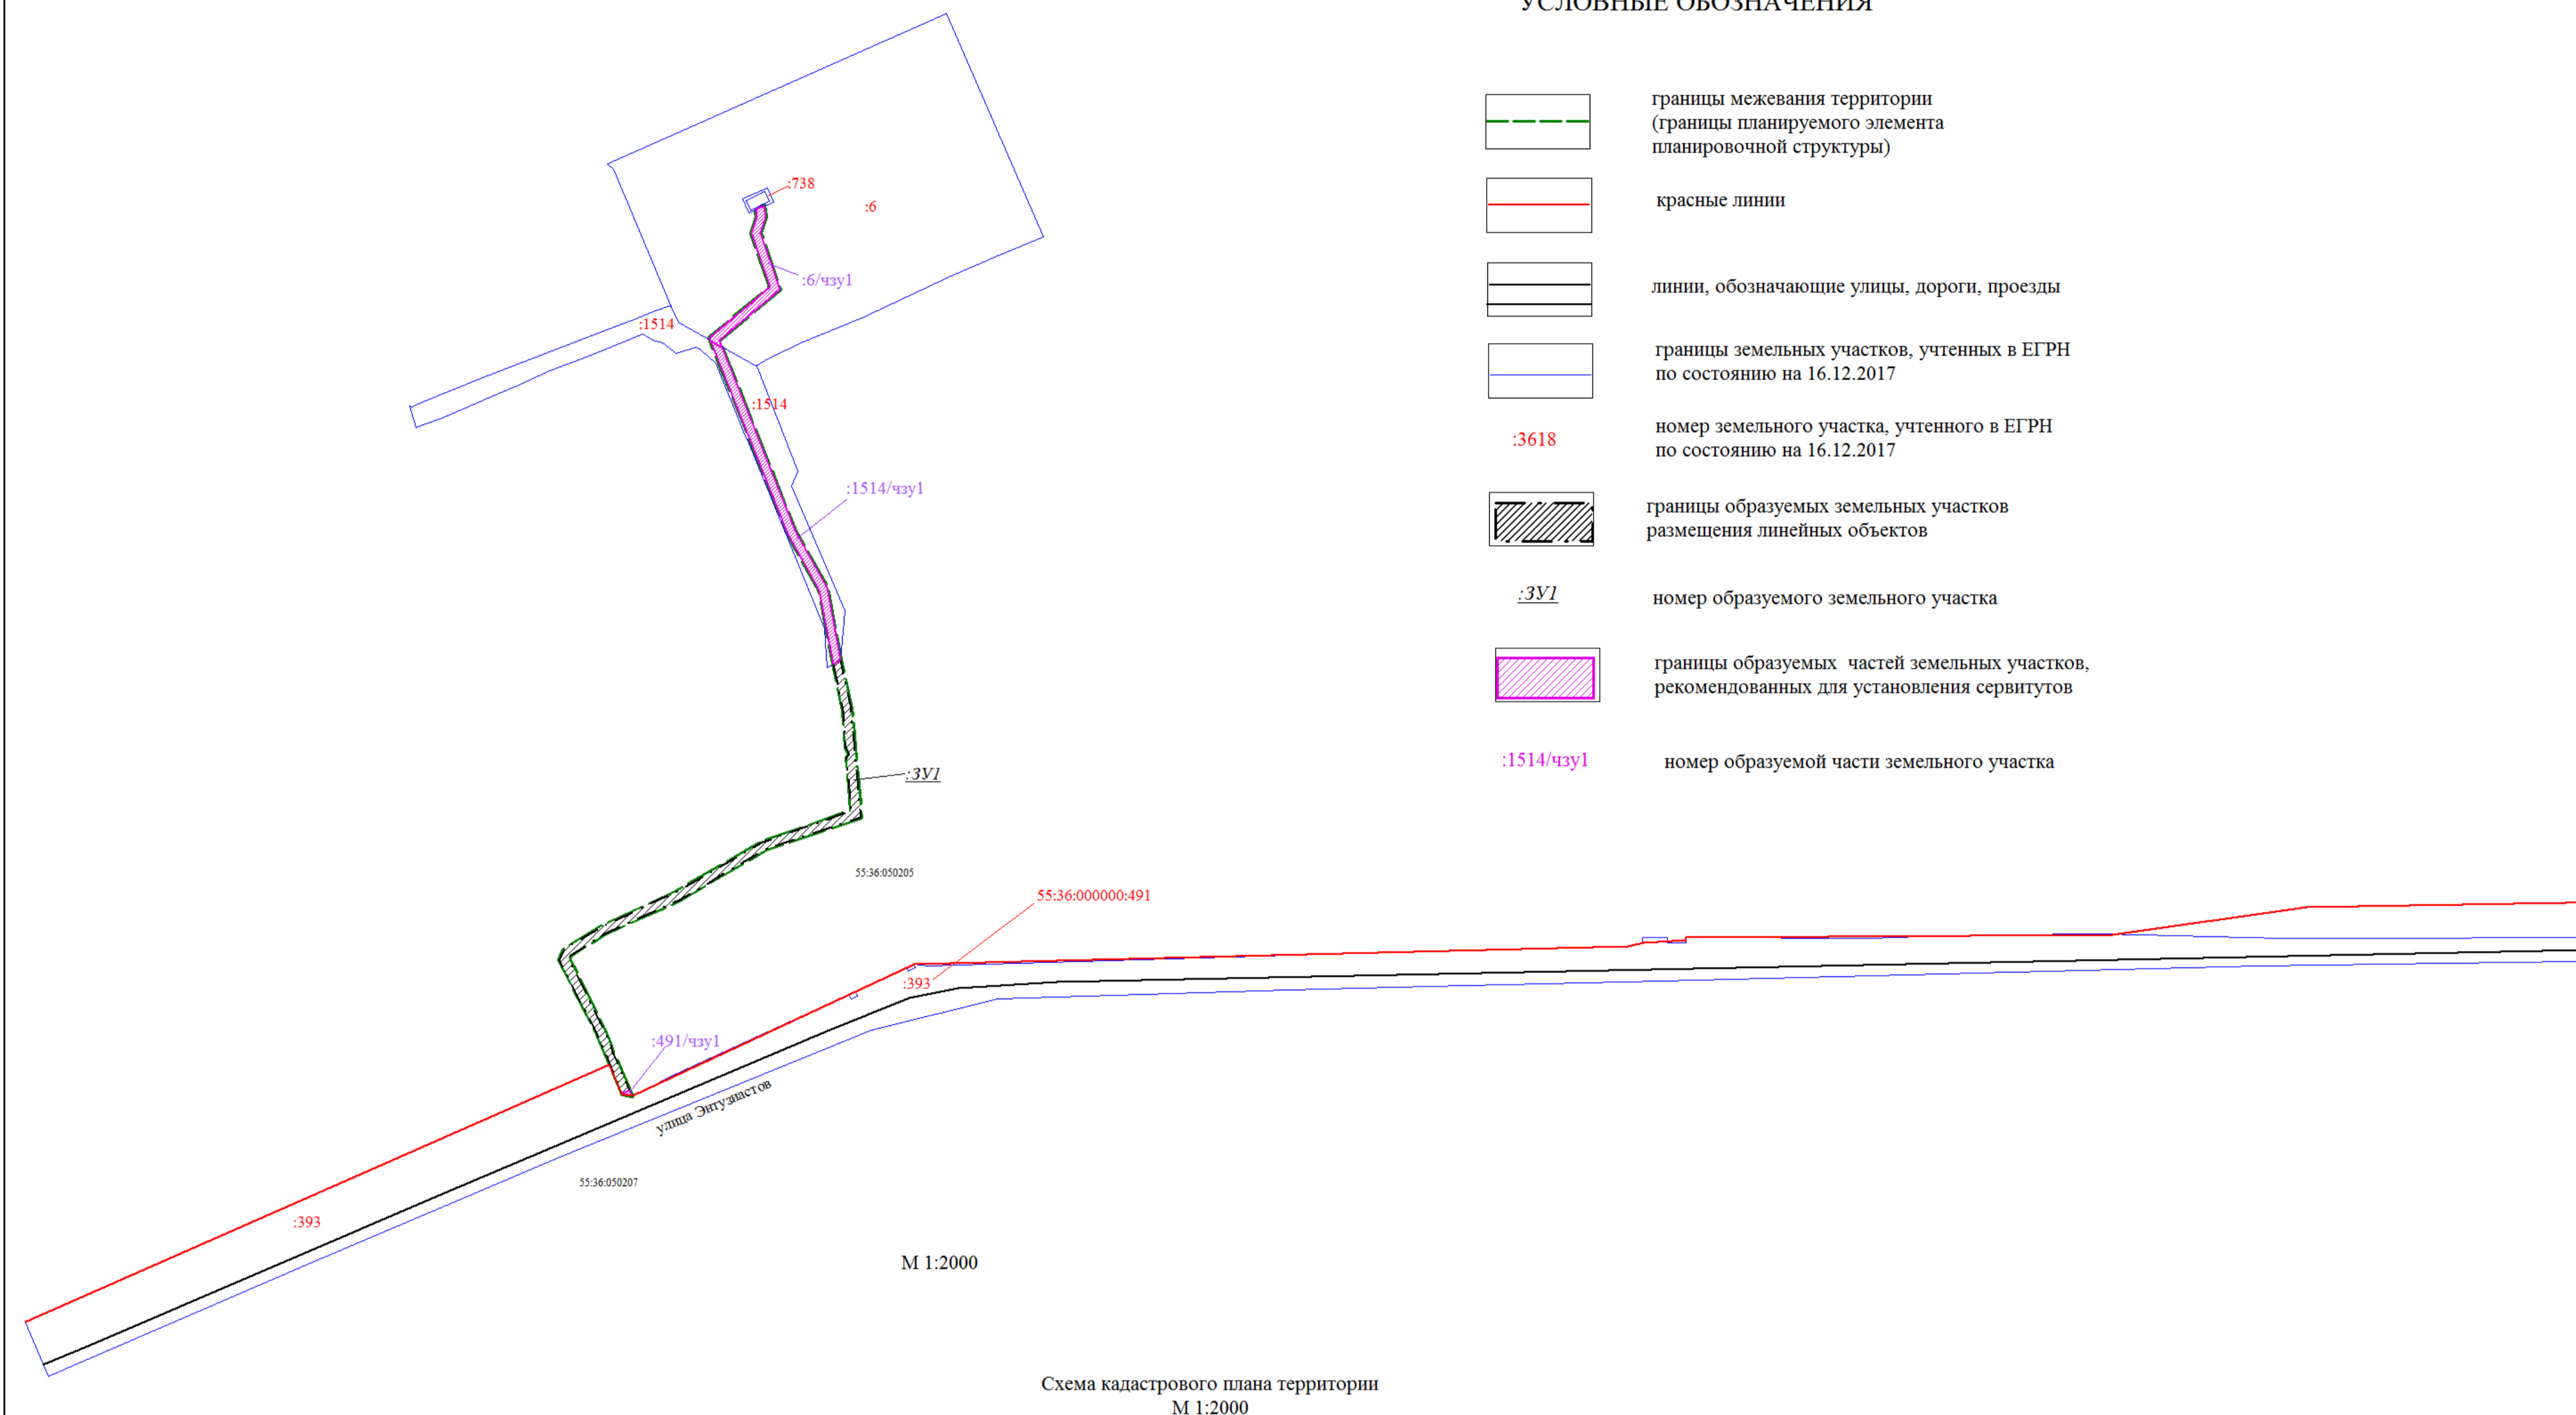 УСЛОВНЫЕ ОБОЗНАЧЕНИЯ
границы межевания территории
(границы планируемого элемента
планировочной структуры)
красные линии
линии, обозначающие улицы, дороги, проезды
границы земельных участков, учтенных в ЕГРН
по состоянию на 16.12.2017
:3618
номер земельного участка, учтенного в ЕГРН
по состоянию на 16.12.2017
границы образуемых земельных участков
размещения линейных объектов
:ЗУ1
номер образуемого земельного участка
границы образуемых частей земельных участков,
рекомендованных для установления сервитутов
:1514/чзу1
номер образуемой части земельного участка
:738
:6
:6/чзу1
:1514
:1514
:1514/чзу1
:ЗУ1
55:36:050205
55:36:000000:491
:393
:491/чзу1
улица Энтузиастов
55:36:050207
:393
М 1:2000
Схема кадастрового плана территории
М 1:2000